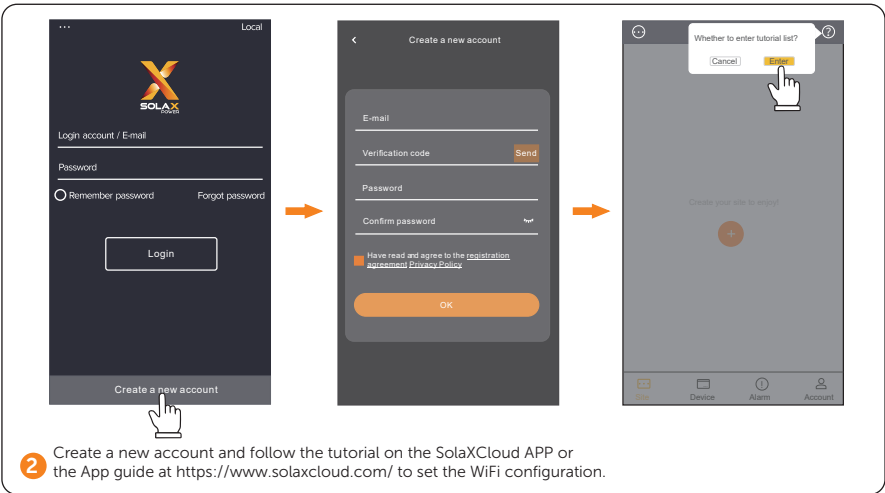 ... Local
SOLAX
POWER
Login account / E-mail
Password
Remember password Forgot password
Login
Create a new account
Create a new account
E-mail
Verification code Send
Password
Confirm password
Have read and agree to the registration
agreement Privacy Policy
OK
Whether to enter tutorial list?
?
Cancel Enter
Create your site to enjoy!
+
Site Device Alarm Account
2 Create a new account and follow the tutorial on the SolaXCloud APP or
the App guide at https://www.solaxcloud.com/ to set the WiFi configuration.